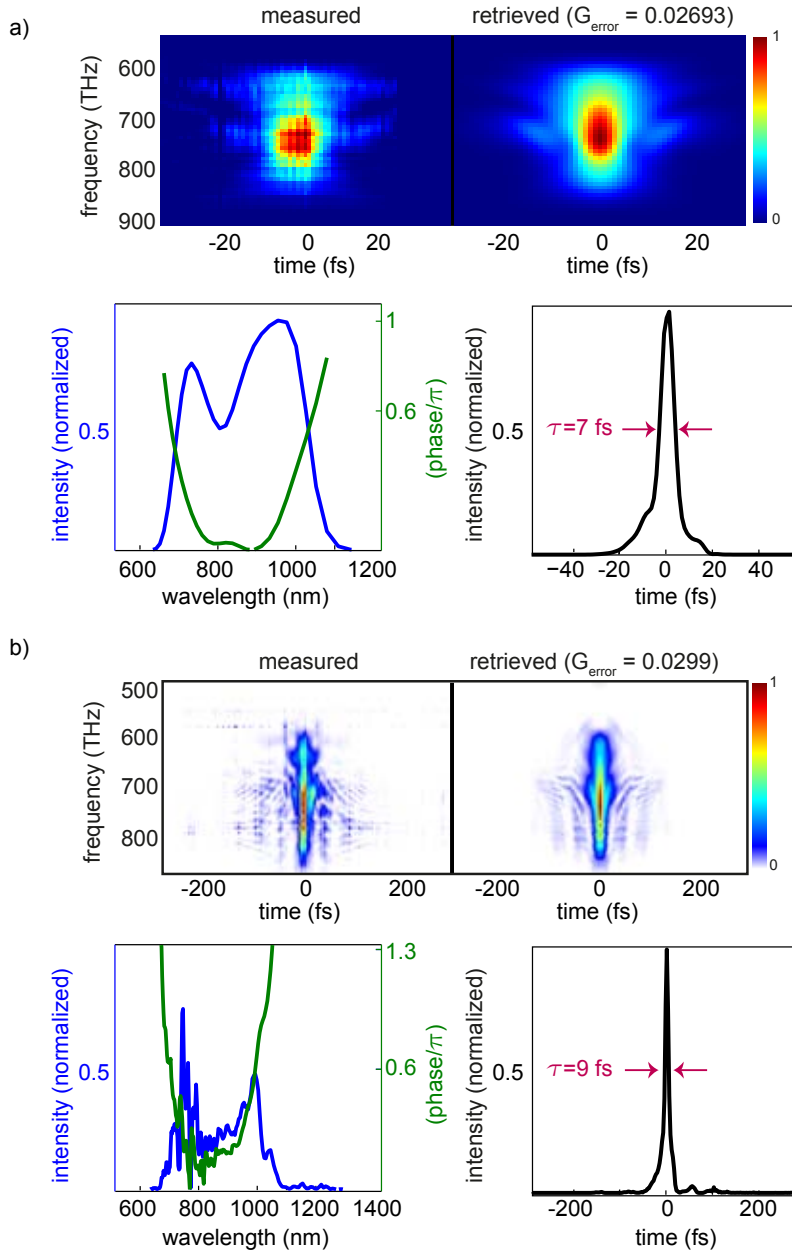 a)
measured
retrieved (G_error = 0.02693)
frequency (THz)
600
700
800
900
-20 0 20
-20 0 20
time (fs)
time (fs)
1
0
intensity (normalized)
0.5
1
0.6
(phase/π)
600 800 1000 1200
wavelength (nm)
intensity (normalized)
0.5
τ=7 fs
−40 -20 0 20 40
time (fs)
b)
measured
retrieved (G_error = 0.0299)
frequency (THz)
500
600
700
800
-200 0 200
-200 0 200
time (fs)
time (fs)
1
0
intensity (normalized)
0.5
1.3
0.6
(phase/π)
600 800 1000 1200 1400
wavelength (nm)
intensity (normalized)
0.5
τ=9 fs
-200 0 200
time (fs)